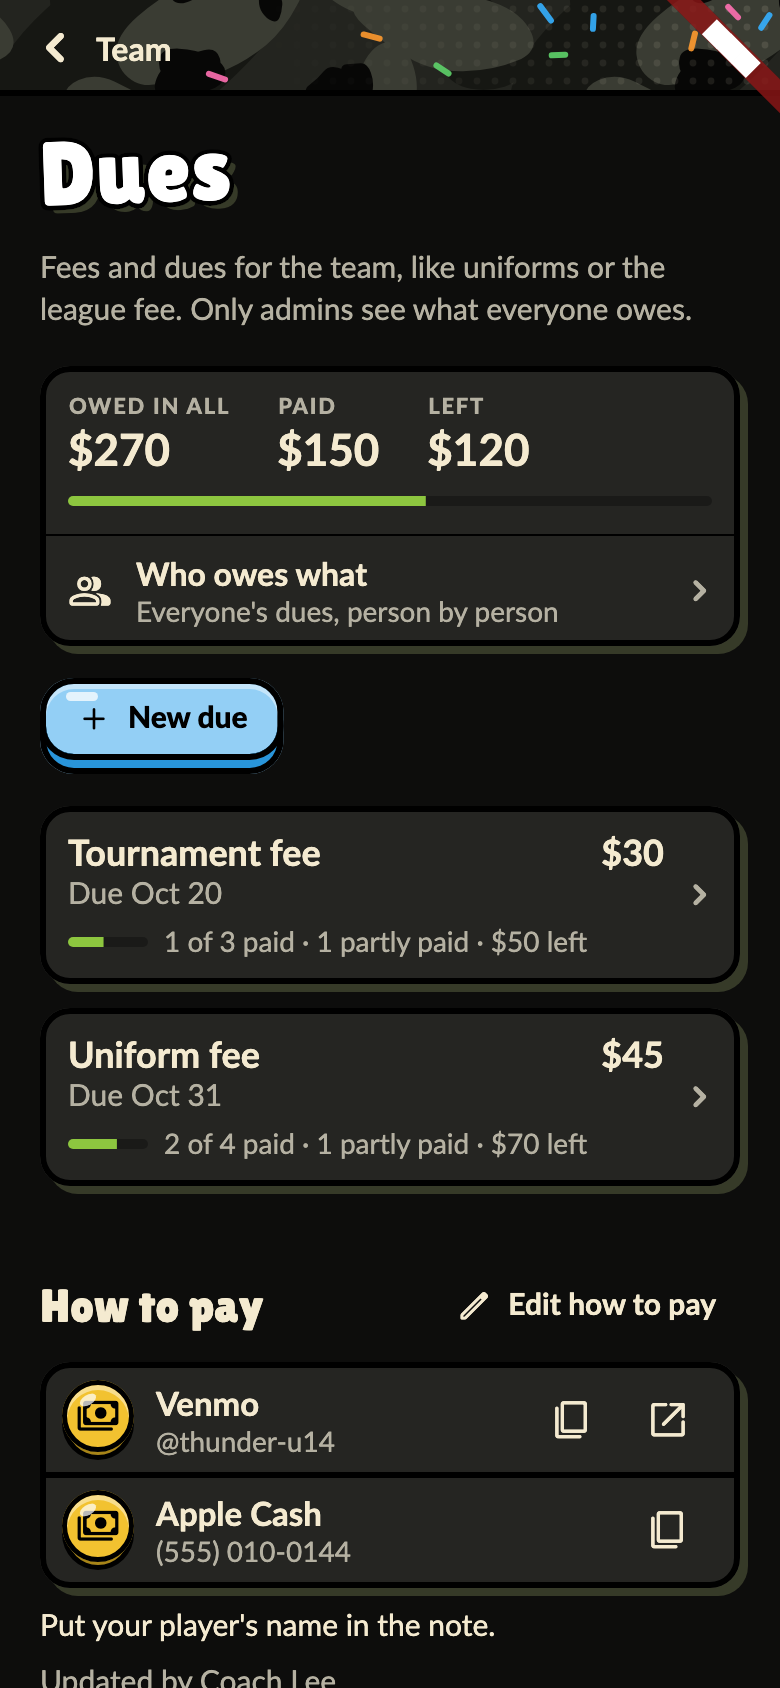 Team
Dues
Fees and dues for the team, like uniforms or the
league fee. Only admins see what everyone owes.
OWED IN ALL PAID LEFT
$270 $150 $120
Who owes what
Everyone's dues, person by person
New due
Tournament fee $30
Due Oct 20
1 of 3 paid · 1 partly paid · $50 left
Uniform fee $45
Due Oct 31
2 of 4 paid · 1 partly paid · $70 left
How to pay Edit how to pay
Venmo
@thunder-u14
Apple Cash
(555) 010-0144
Put your player's name in the note.
Updated by Coach Lee